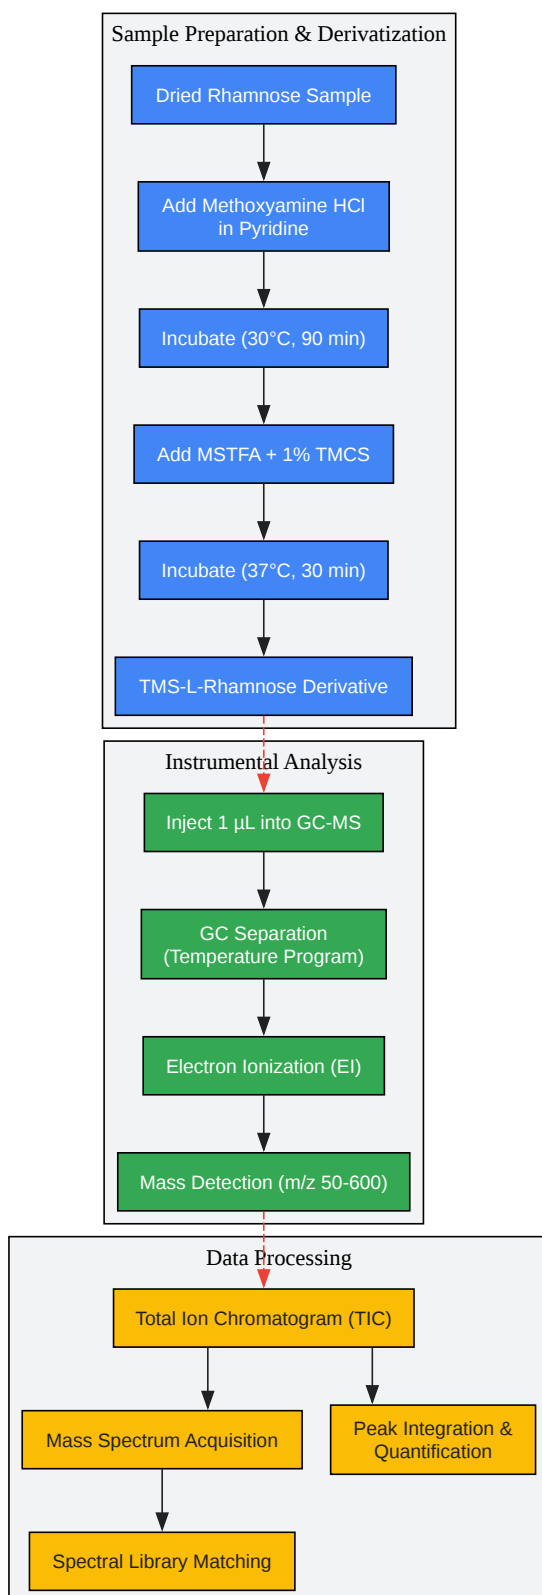 Sample Preparation & Derivatization
Dried Rhamnose Sample
Add Methoxyamine HCl
in Pyridine
Incubate (30°C, 90 min)
Add MSTFA + 1% TMCS
Incubate (37°C, 30 min)
TMS-L-Rhamnose Derivative
Instrumental Analysis
Inject 1 µL into GC-MS
GC Separation
(Temperature Program)
Electron Ionization (EI)
Mass Detection (m/z 50-600)
Data Processing
Total Ion Chromatogram (TIC)
Mass Spectrum Acquisition
Peak Integration &
Quantification
Spectral Library Matching